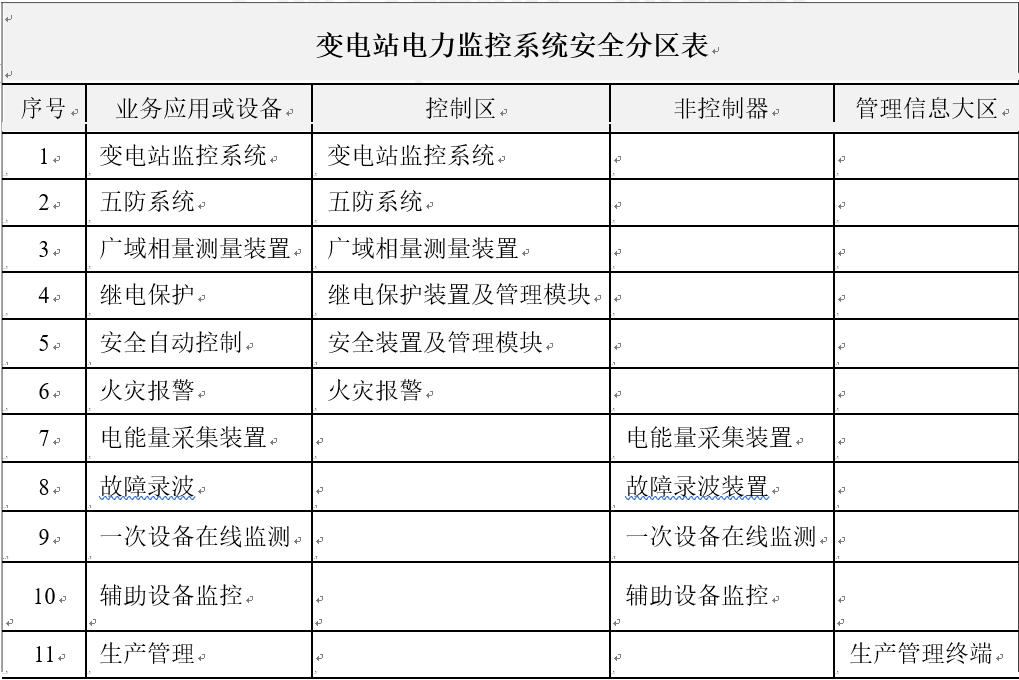 变电站电力监控系统安全分区表
序号 业务应用或设备 控制区 非控制器 管理信息大区
1 变电站监控系统 变电站监控系统
2 五防系统 五防系统
3 广域相量测量装置 广域相量测量装置
4 继电保护 继电保护装置及管理模块
5 安全自动控制 安全装置及管理模块
6 火灾报警 火灾报警
7 电能量采集装置 电能量采集装置
8 故障录波 故障录波装置
9 一次设备在线监测 一次设备在线监测
10 辅助设备监控 辅助设备监控
11 生产管理 生产管理终端